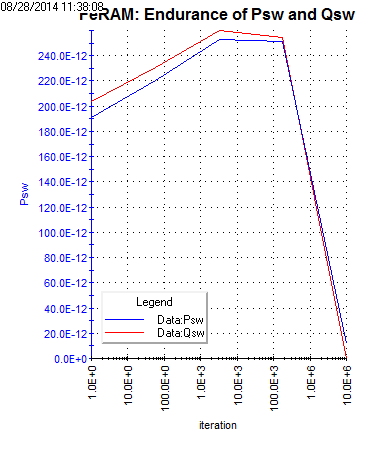 08/28/2014 11:38:08
FeRAM: Endurance of Psw and Qsw
240.0E-12
220.0E-12
200.0E-12
180.0E-12
160.0E-12
140.0E-12
120.0E-12
100.0E-12
80.0E-12
60.0E-12
40.0E-12
20.0E-12
0.0E+0
Psw
Legend
Data:Psw
Data:Qsw
1.0E+0
10.0E+0
100.0E+0
1.0E+3
10.0E+3
100.0E+3
1.0E+6
10.0E+6
iteration